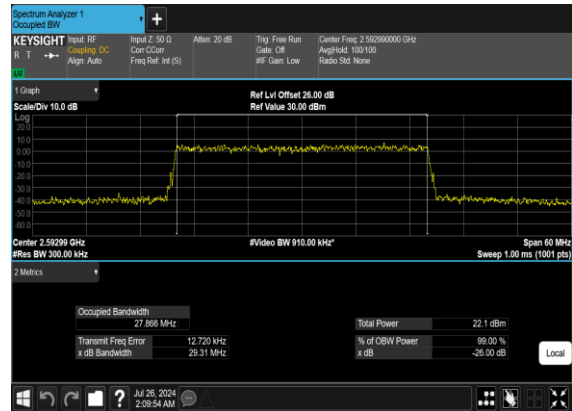 Spectrum Analyzer 1
Occupied BW
+
KEYSIGHT Input: RF Input Z: 50 Ω Atten: 20 dB Trig: Free Run Center Freq: 2.592990000 GHz
R T Coupling: DC Corr CCorr Gate: Off Avg|Hold: 100/100
Align: Auto Freq Ref: Int (S) #IF Gain: Low Radio Std: None
1 Graph Ref Lvl Offset 26.00 dB
Scale/Div 10.0 dB Ref Value 30.00 dBm
Log
20.0
10.0
0.00
-10.0
-20.0
-30.0
-40.0
-50.0
-60.0
Center 2.59299 GHz #Video BW 910.00 kHz* Span 60 MHz
#Res BW 300.00 kHz Sweep 1.00 ms (1001 pts)
2 Metrics
Occupied Bandwidth
27.866 MHz Total Power 22.1 dBm
Transmit Freq Error 12.720 kHz % of OBW Power 99.00 %
x dB Bandwidth 29.31 MHz x dB -26.00 dB
Local
? Jul 26, 2024
2:09:54 AM